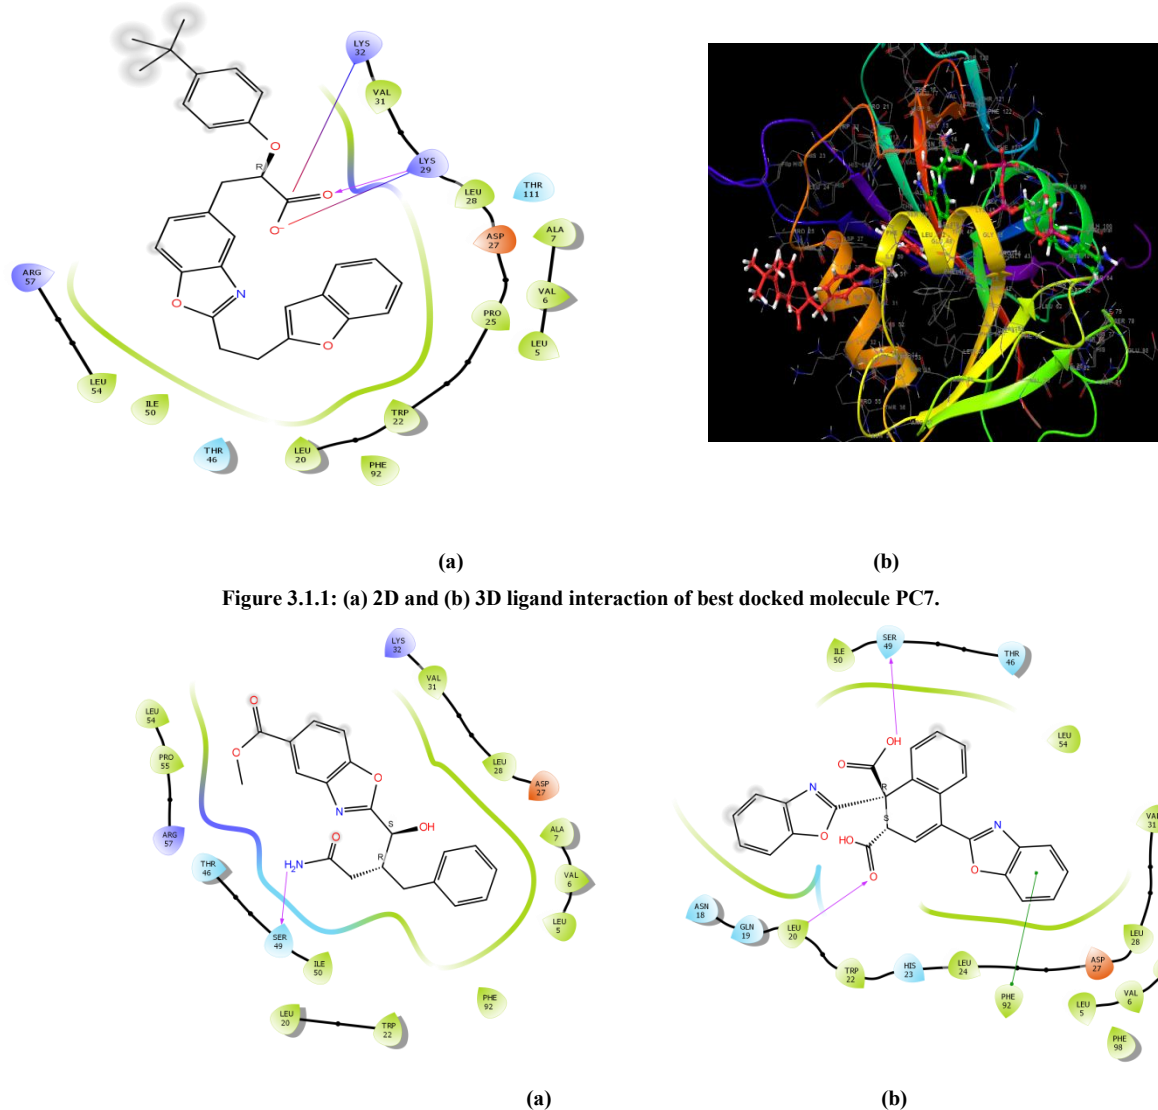 LYS
32
VAL
31
LYS
29
LEU
28
THR
111
ASP
27
ALA
7
VAL
6
PRO
25
LEU
5
ARG
57
LEU
54
ILE
50
THR
46
LEU
20
TRP
22
PHE
92
O
R
O
O-
N
O
O
(a) (b)
Figure 3.1.1: (a) 2D and (b) 3D ligand interaction of best docked molecule PC7.
LYS
32
VAL
31
LEU
54
PRO
55
LEU
28
ASP
27
ARG
57
ALA
7
THR
46
VAL
6
LEU
5
SER
49
ILE
50
PHE
92
LEU
20
TRP
22
O
O
O
N
S
OH
O
R
H2N
SER
49
ILE
50
THR
46
LEU
54
VAL
31
ASN
18
GLN
19
LEU
20
TRP
22
HIS
23
LEU
24
ASP
27
LEU
28
PHE
92
LEU
5
VAL
6
PHE
98
OH
O
N
R
O
S
HO
O
N
O
(a) (b)